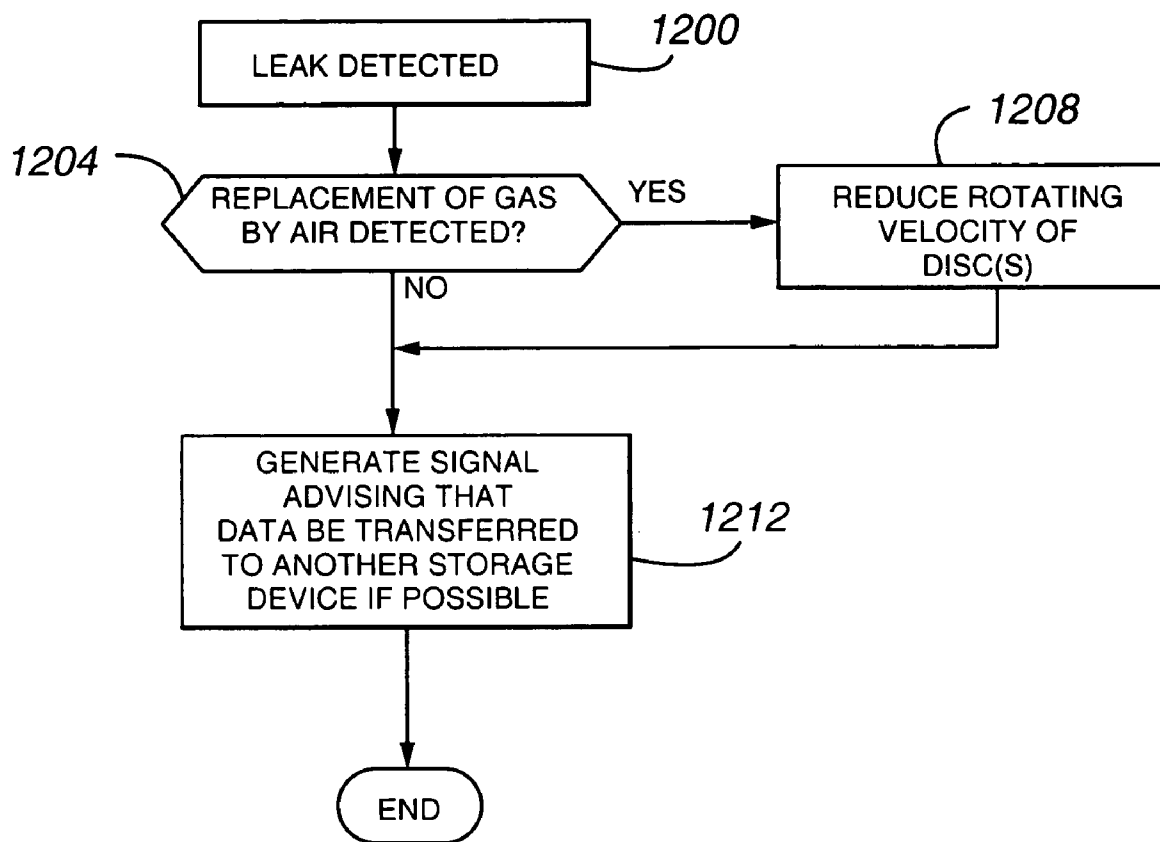 1200
LEAK DETECTED
1208
1204
REPLACEMENT OF GAS
BY AIR DETECTED?
YES
REDUCE ROTATING
VELOCITY OF
DISC(S)
NO
GENERATE SIGNAL
ADVISING THAT
DATA BE TRANSFERRED
TO ANOTHER STORAGE
DEVICE IF POSSIBLE
1212
END